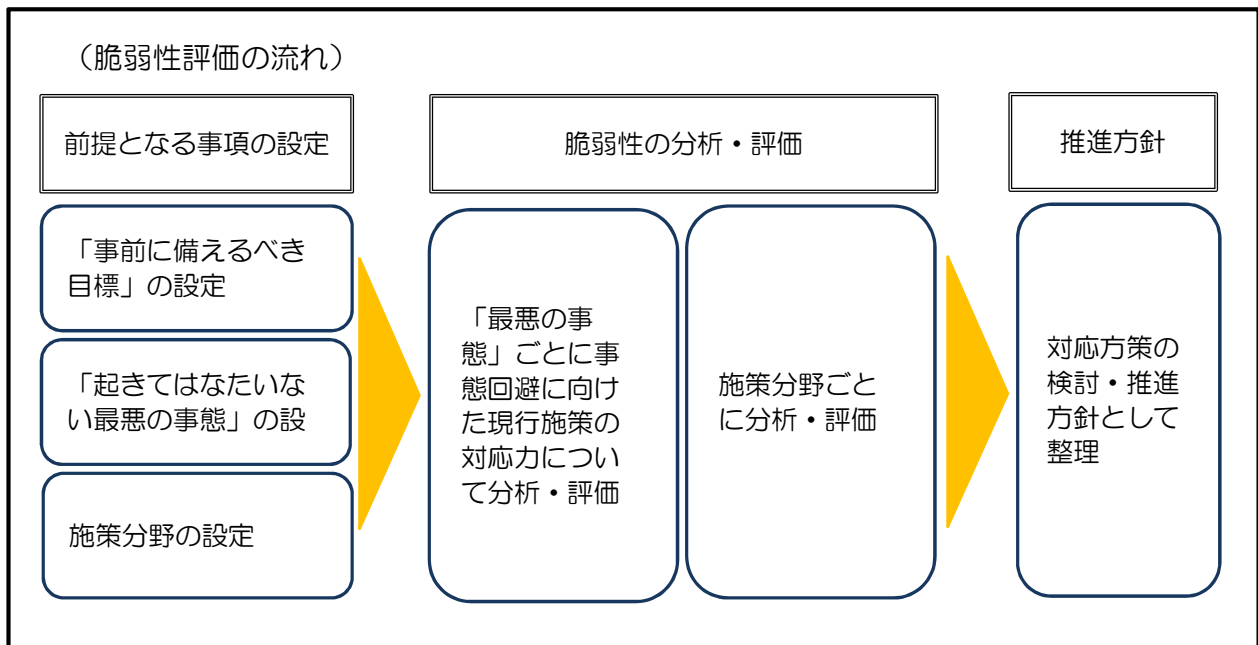 （脆弱性評価の流れ）
前提となる事項の設定
「事前に備えるべき
目標」の設定
「起きてはなたいな
い最悪の事態」の設
施策分野の設定
脆弱性の分析・評価
「最悪の事
態」ごとに事
態回避に向け
た現行施策の
対応力につい
て分析・評価
施策分野ごと
に分析・評価
推進方針
対応方策の
検討・推進
方針として
整理